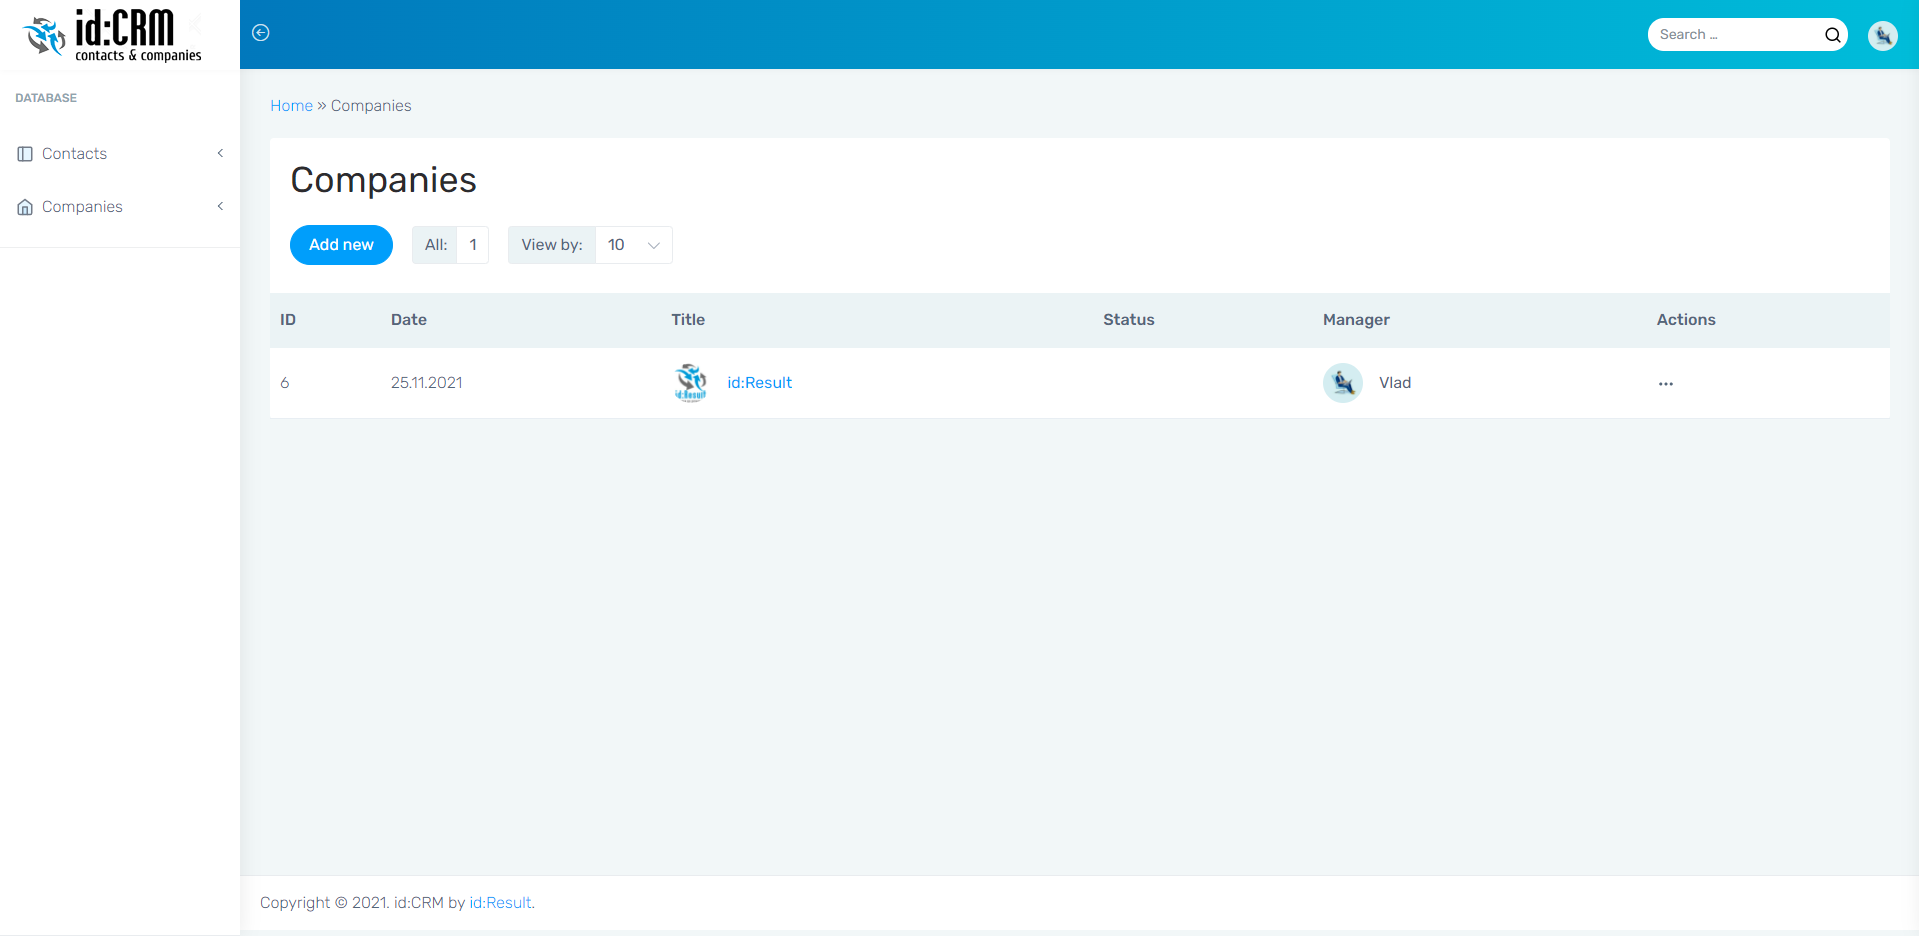 id:CRM
contacts & companies
Search ...
DATABASE
Contacts
Companies
Home » Companies
Companies
Add new
All: 1
View by: 10
ID Date Title Status Manager Actions
6 25.11.2021 id:Result id:Result Vlad ...
Copyright © 2021. id:CRM by id:Result.